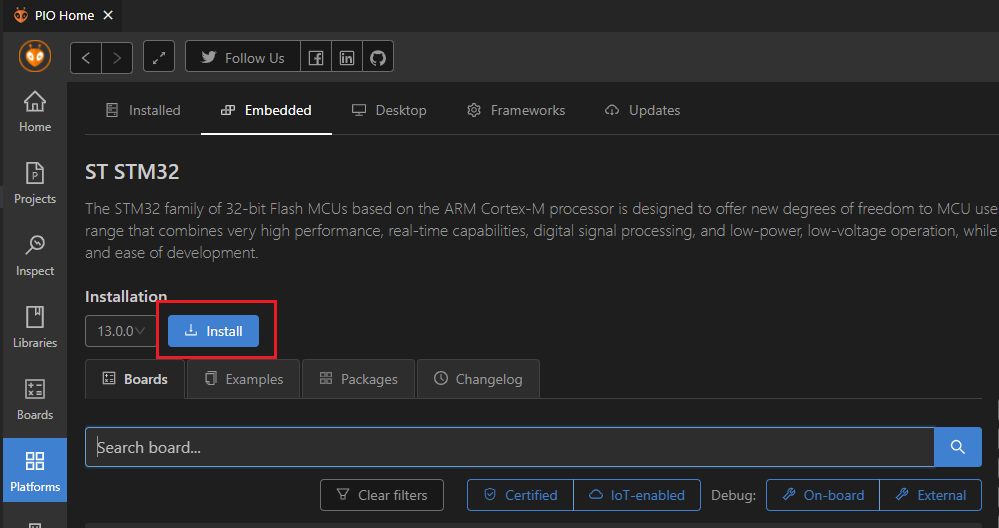 PIO Home
Follow Us
Home
Projects
Inspect
Libraries
Boards
Platforms
Installed
Embedded
Desktop
Frameworks
Updates
ST STM32
The STM32 family of 32-bit Flash MCUs based on the ARM Cortex-M processor is designed to offer new degrees of freedom to MCU use
range that combines very high performance, real-time capabilities, digital signal processing, and low-power, low-voltage operation, while
and ease of development.
Installation
13.0.0
Install
Boards
Examples
Packages
Changelog
Search board...
Clear filters
Certified
IoT-enabled
Debug:
On-board
External